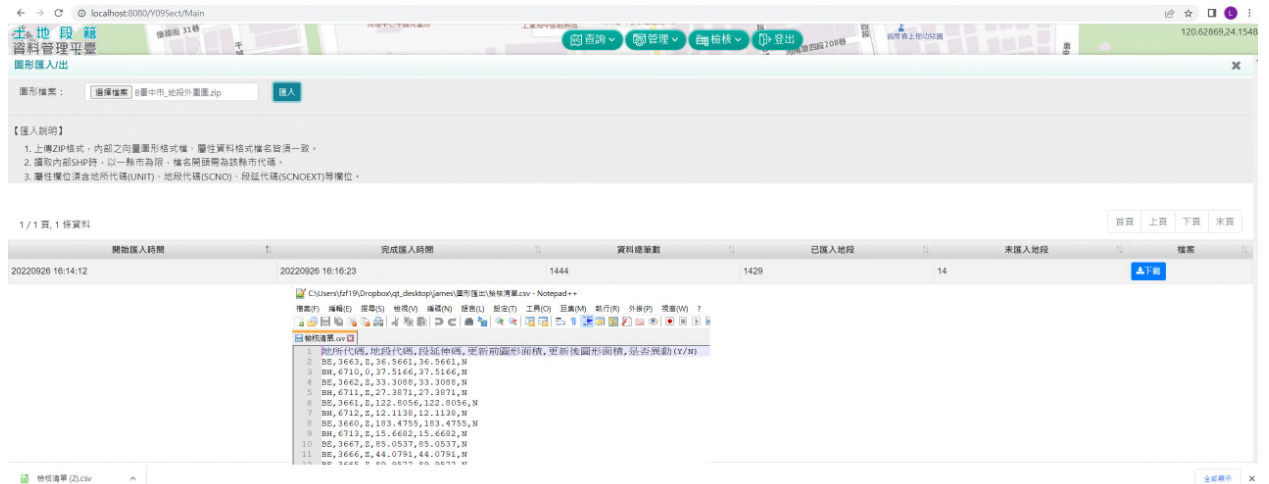 localhost:8080/Y09Sect/Main
土 地 段 籍
資料管理平臺
查詢 管理 檢核 登出
120.62869,24.1548
圖形匯入/出
圖形檔案：
選擇檔案 B臺中市_地段外圍圖.zip
匯入
【匯入說明】
1. 上傳ZIP格式，內部之向量圖形格式檔、屬性資料格式檔名皆須一致。
2. 讀取內部SHP時，以一縣市為限，檔名開頭需為該縣市代碼。
3. 屬性欄位須含地所代碼(UNIT)、地段代碼(SCNO)、段延代碼(SCNOEXT)等欄位。
1 / 1 頁, 1 條資料
首頁 上頁 下頁 末頁
開始匯入時間 完成匯入時間 資料總筆數 已匯入地段 未匯入地段 檔案
20220926 16:14:12 20220926 16:16:23 1444 1429 14 下載
C:\Users\fzf19\Dropbox\qt_desktop\james\圖形匯出\檢核清單.csv - Notepad++
檔案(F) 編輯(E) 搜尋(S) 檢視(V) 編碼(N) 語言(L) 設定(T) 工具(O) 巨集(M) 執行(R) 外掛(P) 視窗(W) ?
檢核清單.csv
1 地所代碼,地段代碼,段延伸碼,更新前圖形面積,更新後圖形面積,是否異動(Y/N)
2 BE,3663,Z,36.5661,36.5661,N
3 BH,6710,0,37.5166,37.5166,N
4 BE,3662,Z,33.3088,33.3088,N
5 BH,6711,Z,27.3871,27.3871,N
6 BE,3661,Z,122.8056,122.8056,N
7 BH,6712,Z,12.1138,12.1138,N
8 BE,3660,Z,183.4755,183.4755,N
9 BH,6713,Z,15.6682,15.6682,N
10 BE,3667,Z,85.0537,85.0537,N
11 BE,3666,Z,44.0791,44.0791,N
檢核清單 (2).csv
全部顯示